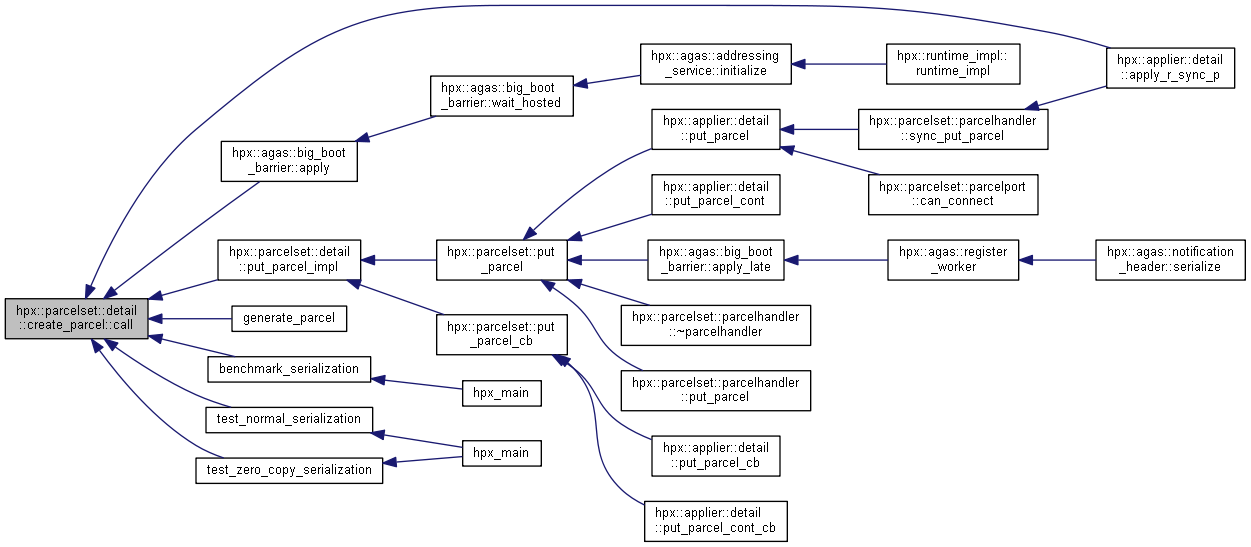 hpx::parcelset::detail
::create_parcel::call
hpx::agas::big_boot
_barrier::apply
hpx::agas::big_boot
_barrier::wait_hosted
hpx::agas::addressing
_service::initialize
hpx::runtime_impl::
runtime_impl
hpx::applier::detail
::apply_r_sync_p
hpx::parcelset::detail
::put_parcel_impl
hpx::parcelset::put
_parcel
hpx::applier::detail
::put_parcel
hpx::parcelset::parcelhandler
::sync_put_parcel
hpx::parcelset::parcelport
::can_connect
hpx::applier::detail
::put_parcel_cont
hpx::agas::big_boot
_barrier::apply_late
hpx::agas::register
_worker
hpx::agas::notification
_header::serialize
hpx::parcelset::parcelhandler
::~parcelhandler
hpx::parcelset::parcelhandler
::put_parcel
hpx::parcelset::put
_parcel_cb
hpx::applier::detail
::put_parcel_cb
hpx::applier::detail
::put_parcel_cont_cb
generate_parcel
benchmark_serialization
hpx_main
test_normal_serialization
hpx_main
test_zero_copy_serialization